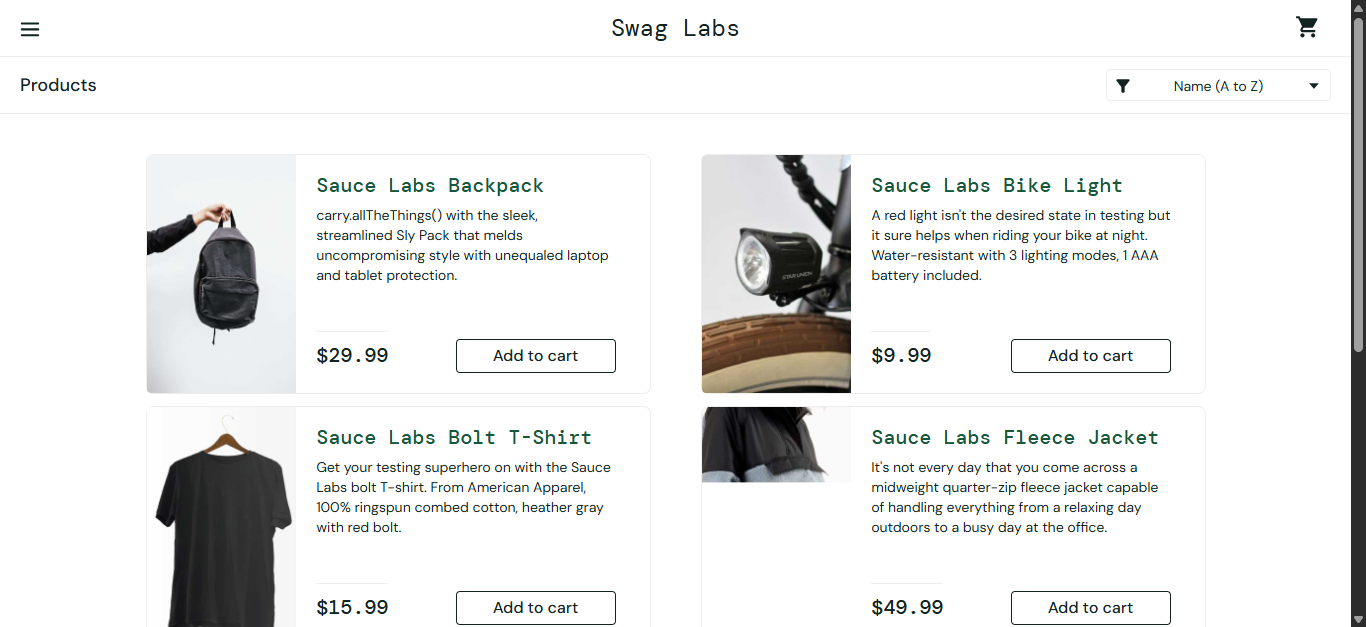 Swag Labs
Products
Name (A to Z)
Sauce Labs Backpack
carry.allTheThings() with the sleek,
streamlined Sly Pack that melds
uncompromising style with unequaled laptop
and tablet protection.
$29.99
Add to cart
Sauce Labs Bike Light
A red light isn't the desired state in testing but
it sure helps when riding your bike at night.
Water-resistant with 3 lighting modes, 1 AAA
battery included.
$9.99
Add to cart
STAR UNION
Sauce Labs Bolt T-Shirt
Get your testing superhero on with the Sauce
Labs bolt T-shirt. From American Apparel,
100% ringspun combed cotton, heather gray
with red bolt.
$15.99
Add to cart
Sauce Labs Fleece Jacket
It's not every day that you come across a
midweight quarter-zip fleece jacket capable
of handling everything from a relaxing day
outdoors to a busy day at the office.
$49.99
Add to cart